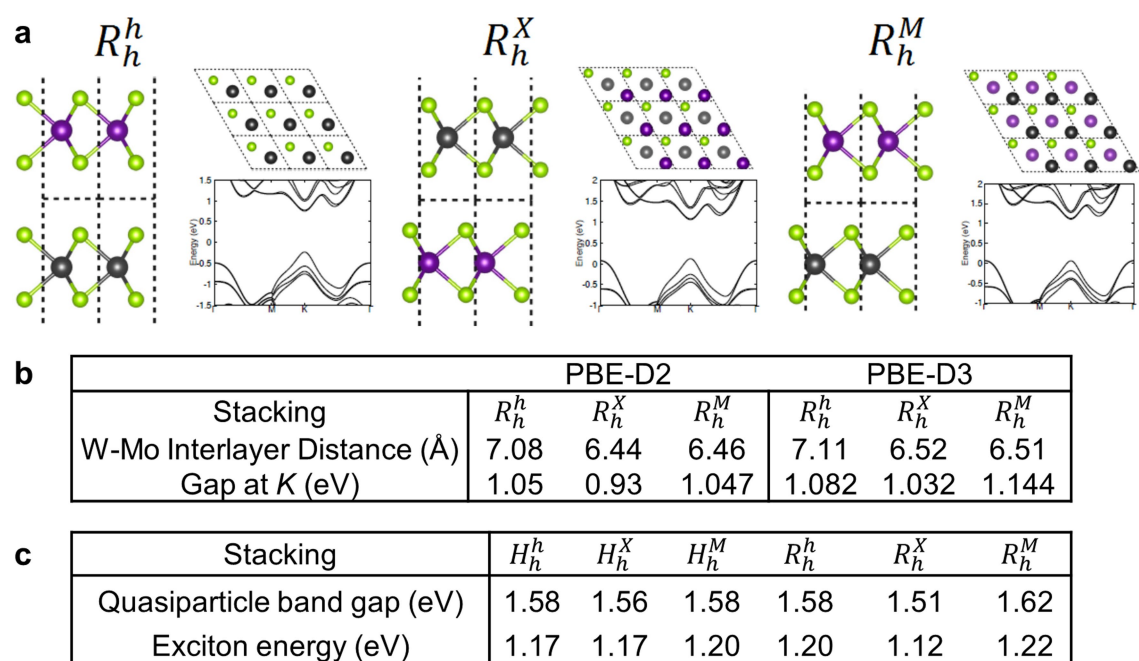 a
R_h^h R_h^X R_h^M
1.5
1
0.5
0
-0.5
-1
-1.5
Energy (eV)
Γ M K Γ
2
1.5
1
0.5
0
-0.5
-1
Energy (eV)
Γ M K Γ
2
1.5
1
0.5
0
-0.5
-1
Energy (eV)
Γ M K Γ
b
PBE-D2 PBE-D3
Stacking R_h^h R_h^X R_h^M R_h^h R_h^X R_h^M
W-Mo Interlayer Distance (Å) 7.08 6.44 6.46 7.11 6.52 6.51
Gap at K (eV) 1.05 0.93 1.047 1.082 1.032 1.144
c
Stacking H_h^h H_h^X H_h^M R_h^h R_h^X R_h^M
Quasiparticle band gap (eV) 1.58 1.56 1.58 1.58 1.51 1.62
Exciton energy (eV) 1.17 1.17 1.20 1.20 1.12 1.22